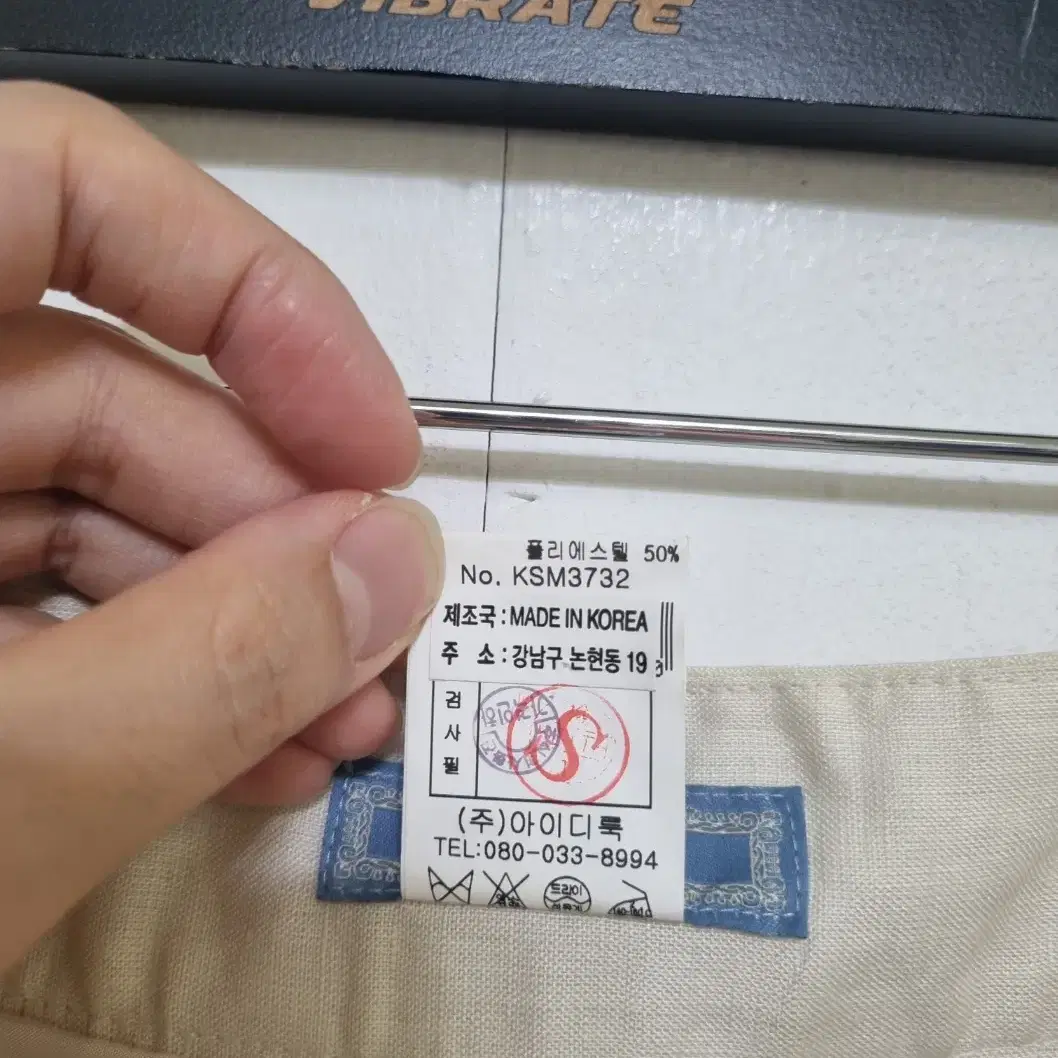 VIBRATE
폴리에스텔 50%
No. KSM3732
제조국 : MADE IN KOREA
주 소 : 강남구 논현동 19
검
사
필
S
(주)아이디룩
TEL:080-033-8994
드라이